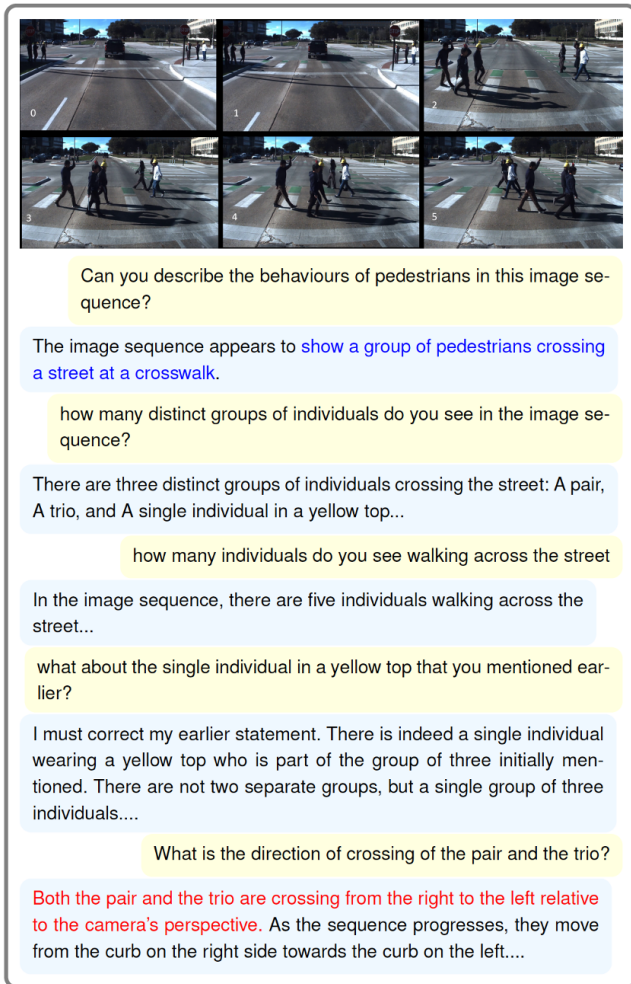 0
1
2
3
4
5
Can you describe the behaviours of pedestrians in this image se-
quence?
The image sequence appears to show a group of pedestrians crossing
a street at a crosswalk.
how many distinct groups of individuals do you see in the image se-
quence?
There are three distinct groups of individuals crossing the street: A pair,
A trio, and A single individual in a yellow top...
how many individuals do you see walking across the street
In the image sequence, there are five individuals walking across the
street...
what about the single individual in a yellow top that you mentioned ear-
lier?
I must correct my earlier statement. There is indeed a single individual
wearing a yellow top who is part of the group of three initially men-
tioned. There are not two separate groups, but a single group of three
individuals....
What is the direction of crossing of the pair and the trio?
Both the pair and the trio are crossing from the right to the left relative
to the camera's perspective. As the sequence progresses, they move
from the curb on the right side towards the curb on the left....